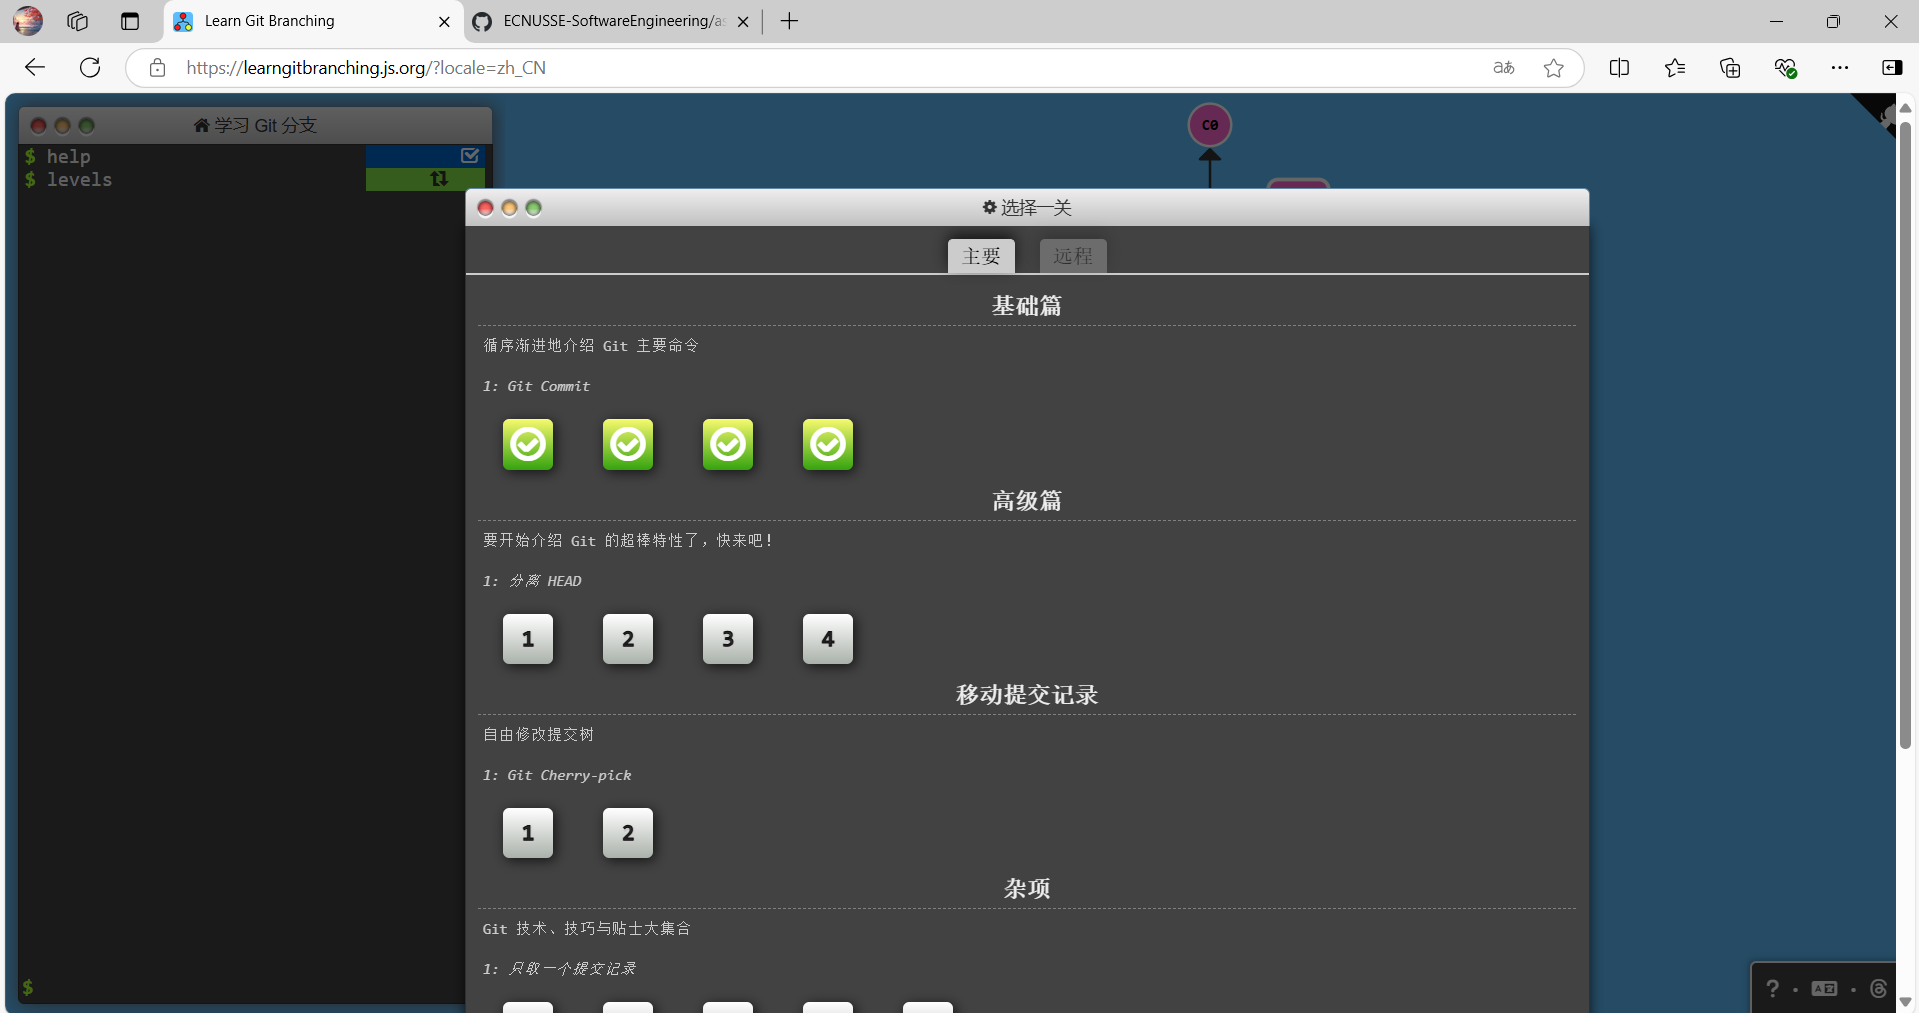 Learn Git Branching
ECNUSSE-SoftwareEngineering/as
https://learngitbranching.js.org/?locale=zh_CN
aあ
学习 Git 分支
$ help
$ levels
C0
选择一关
主要 远程
基础篇
循序渐进地介绍 Git 主要命令
1: Git Commit
高级篇
要开始介绍 Git 的超棒特性了，快来吧！
1: 分离 HEAD
1 2 3 4
移动提交记录
自由修改提交树
1: Git Cherry-pick
1 2
杂项
Git 技术、技巧与贴士大集合
1: 只取一个提交记录
$
?